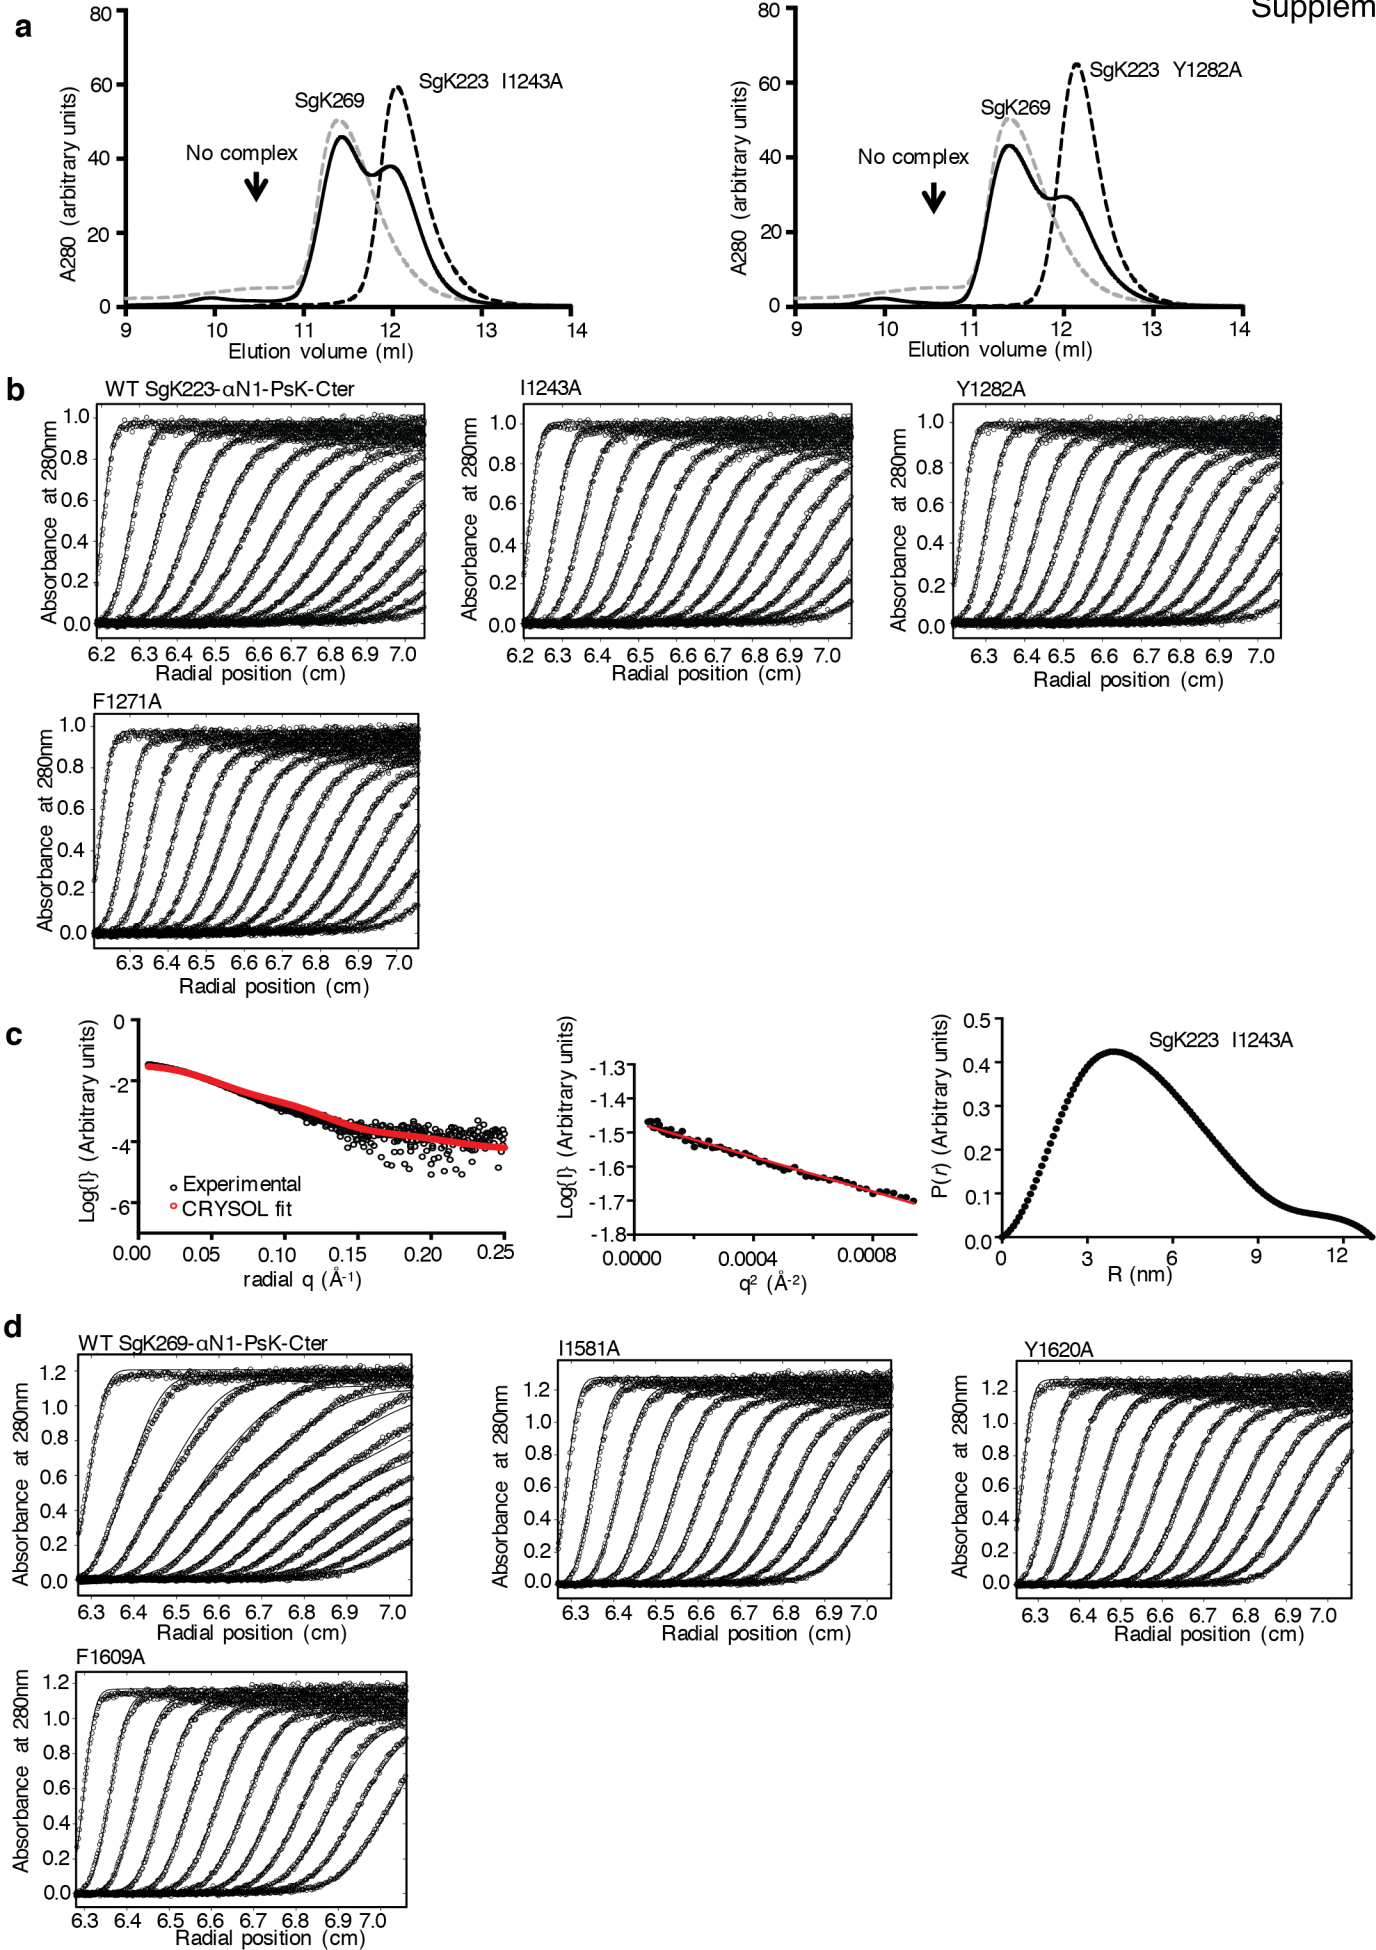 Supplem
a
80
60
40
20
0
A280 (arbitrary units)
No complex
SgK269
SgK223 I1243A
9 10 11 12 13 14
Elution volume (ml)
80
60
40
20
0
A280 (arbitrary units)
No complex
SgK269
SgK223 Y1282A
9 10 11 12 13 14
Elution volume (ml)
b
WT SgK223-αN1-PsK-Cter
1.0
0.8
0.6
0.4
0.2
0.0
Absorbance at 280nm
6.2 6.3 6.4 6.5 6.6 6.7 6.8 6.9 7.0
Radial position (cm)
I1243A
1.0
0.8
0.6
0.4
0.2
0.0
Absorbance at 280nm
6.2 6.3 6.4 6.5 6.6 6.7 6.8 6.9 7.0
Radial position (cm)
Y1282A
1.0
0.8
0.6
0.4
0.2
0.0
Absorbance at 280nm
6.3 6.4 6.5 6.6 6.7 6.8 6.9 7.0
Radial position (cm)
F1271A
1.0
0.8
0.6
0.4
0.2
0.0
Absorbance at 280nm
6.3 6.4 6.5 6.6 6.7 6.8 6.9 7.0
Radial position (cm)
c
0
-2
-4
-6
Log{I} (Arbitrary units)
Experimental
CRYSOL fit
0.00 0.05 0.10 0.15 0.20 0.25
radial q (Å-1)
-1.3
-1.4
-1.5
-1.6
-1.7
-1.8
Log{I} (Arbitrary units)
0.0000 0.0004 0.0008
q² (Å-2)
0.5
0.4
0.3
0.2
0.1
0.0
P(r) (Arbitrary units)
SgK223 I1243A
0 3 6 9 12
R (nm)
d
WT SgK269-αN1-PsK-Cter
1.2
1.0
0.8
0.6
0.4
0.2
0.0
Absorbance at 280nm
6.3 6.4 6.5 6.6 6.7 6.8 6.9 7.0
Radial position (cm)
I1581A
1.2
1.0
0.8
0.6
0.4
0.2
0.0
Absorbance at 280nm
6.3 6.4 6.5 6.6 6.7 6.8 6.9 7.0
Radial position (cm)
Y1620A
1.2
1.0
0.8
0.6
0.4
0.2
0.0
Absorbance at 280nm
6.3 6.4 6.5 6.6 6.7 6.8 6.9 7.0
Radial position (cm)
F1609A
1.2
1.0
0.8
0.6
0.4
0.2
0.0
Absorbance at 280nm
6.3 6.4 6.5 6.6 6.7 6.8 6.9 7.0
Radial position (cm)